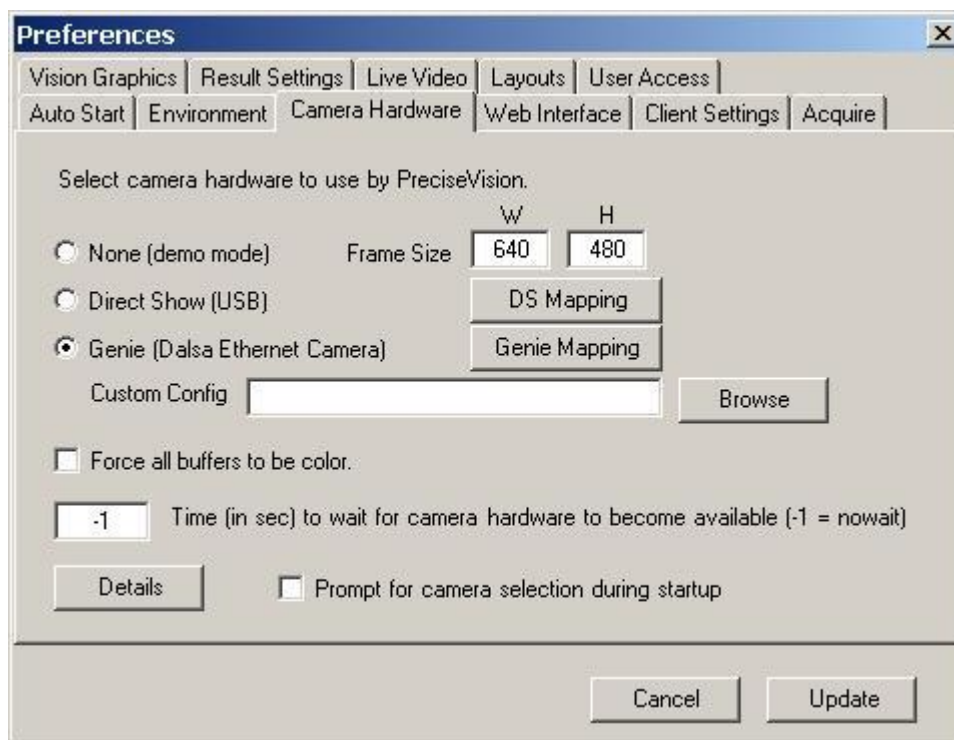 Preferences
Vision Graphics Result Settings Live Video Layouts User Access
Auto Start Environment Camera Hardware Web Interface Client Settings Acquire
Select camera hardware to use by PreciseVision.
W H
None (demo mode) Frame Size 640 480
Direct Show (USB) DS Mapping
Genie (Dalsa Ethernet Camera) Genie Mapping
Custom Config Browse
Force all buffers to be color.
-1 Time (in sec) to wait for camera hardware to become available (-1 = nowait)
Details Prompt for camera selection during startup
Cancel Update